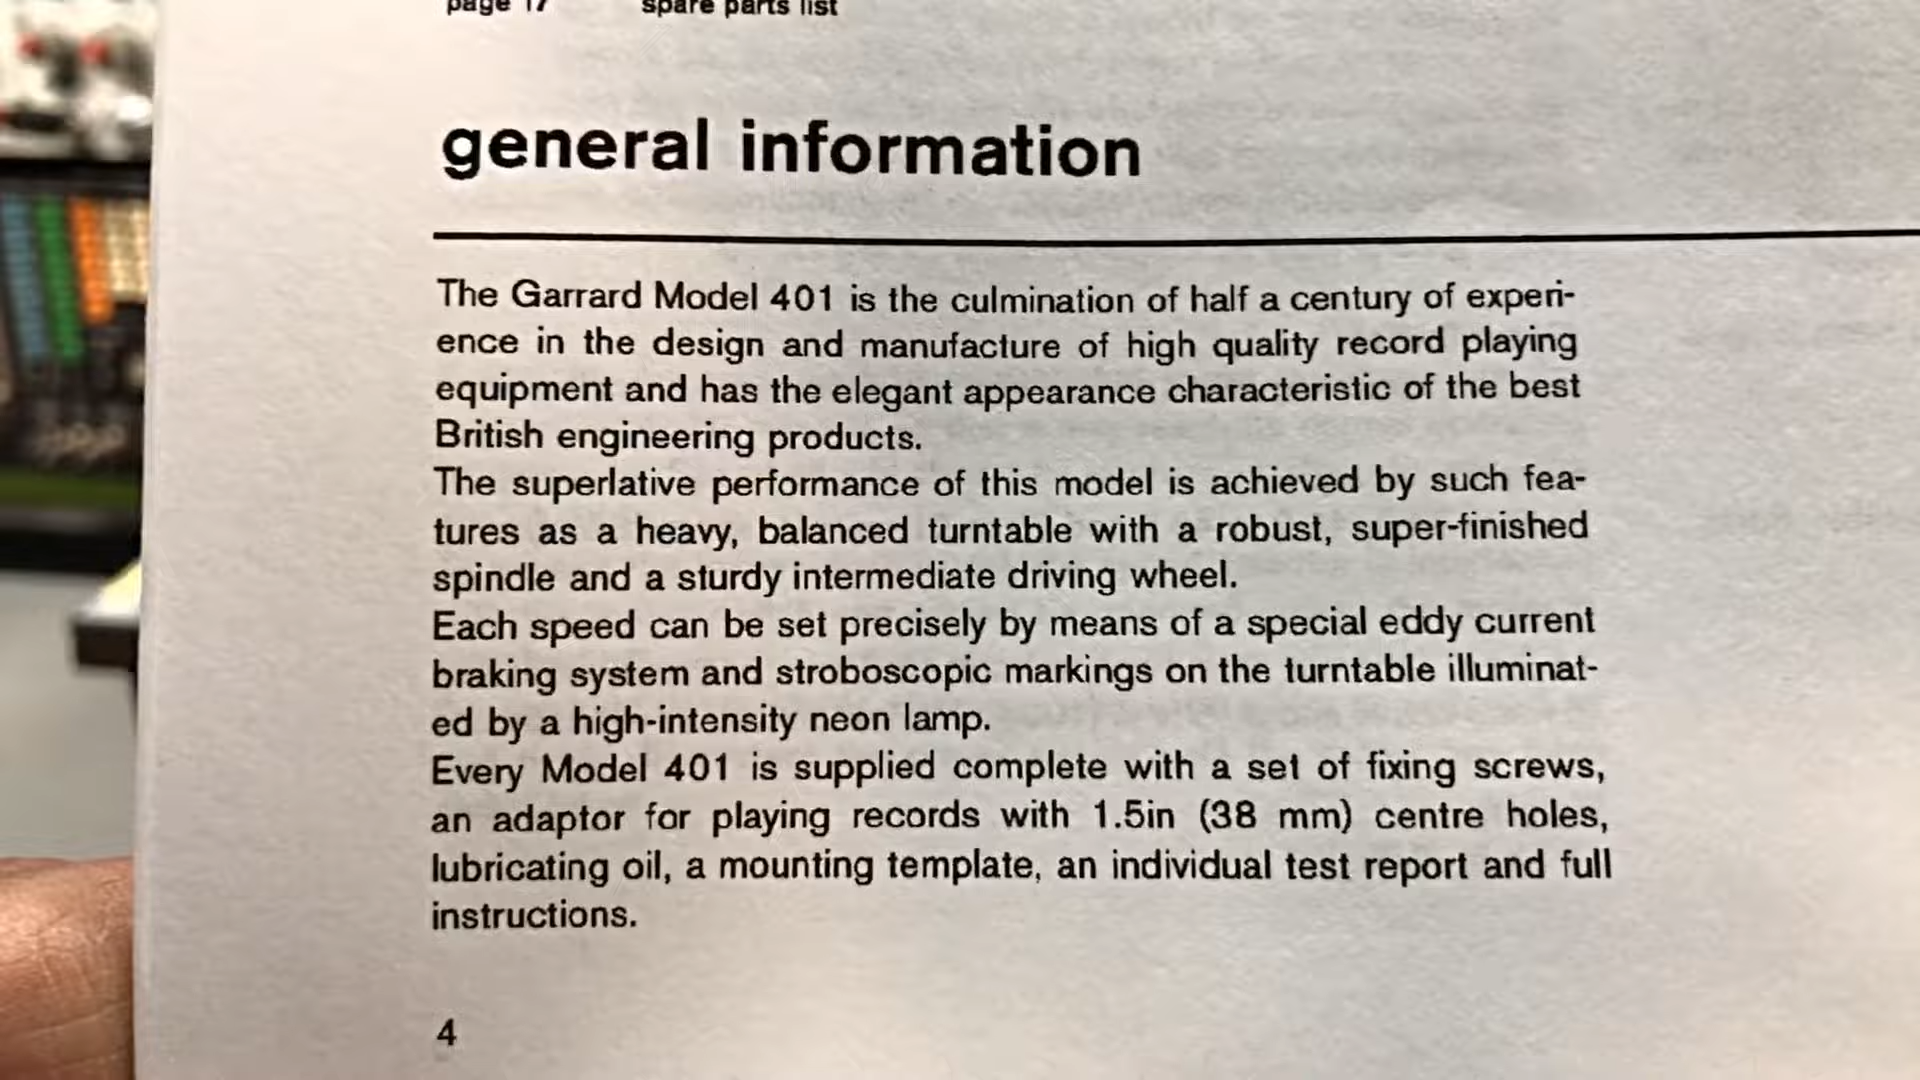 page 17 spare parts list
general information
The Garrard Model 401 is the culmination of half a century of experi-
ence in the design and manufacture of high quality record playing
equipment and has the elegant appearance characteristic of the best
British engineering products.
The superlative performance of this model is achieved by such fea-
tures as a heavy, balanced turntable with a robust, super-finished
spindle and a sturdy intermediate driving wheel.
Each speed can be set precisely by means of a special eddy current
braking system and stroboscopic markings on the turntable illuminat-
ed by a high-intensity neon lamp.
Every Model 401 is supplied complete with a set of fixing screws,
an adaptor for playing records with 1.5in (38 mm) centre holes,
lubricating oil, a mounting template, an individual test report and full
instructions.
4